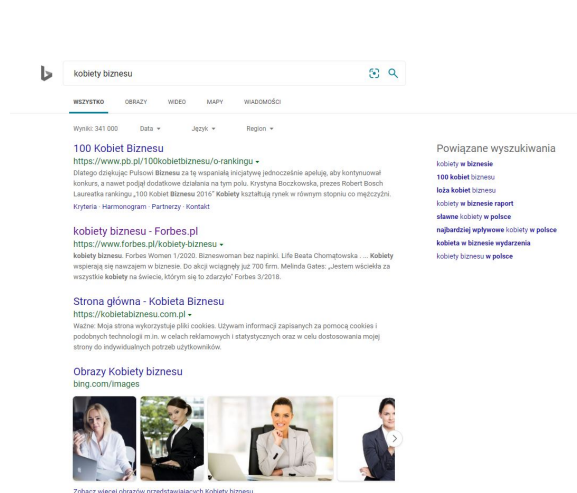 kobiety biznesu
WSZYSTKO OBRAZY WIDEO MAPY WIADOMOŚCI
Wyniki: 341 000 Data Język Region
100 Kobiet Biznesu
https://www.pb.pl/100kobietbiznesu/o-rankingu
Dlatego dziękując Pulsowi Biznesu za tę wspaniałą inicjatywę jednocześnie apeluję, aby kontynuował
konkurs, a nawet podjął dodatkowe działania na tym polu. Krystyna Boczkowska, prezes Robert Bosch
Laureatka rankingu „100 Kobiet Biznesu 2016" Kobiety kształtują rynek w równym stopniu co mężczyźni.
Kryteria · Harmonogram · Partnerzy · Kontakt
kobiety biznesu - Forbes.pl
https://www.forbes.pl/kobiety-biznesu
kobiety biznesu. Forbes Women 1/2020. Bizneswoman bez napinki. Life Beata Chomątowska . ... Kobiety
wspierają się nawzajem w biznesie. Do akcji wciągnęły już 700 firm. Melinda Gates: „Jestem wściekła za
wszystkie kobiety na świecie, którym się to zdarzyło" Forbes 3/2018.
Strona główna - Kobieta Biznesu
https://kobietabiznesu.com.pl
Ważne: Moja strona wykorzystuje pliki cookies. Używam informacji zapisanych za pomocą cookies i
podobnych technologii m.in. w celach reklamowych i statystycznych oraz w celu dostosowania mojej
strony do indywidualnych potrzeb użytkowników.
Obrazy Kobiety biznesu
bing.com/images
Zobacz więcej obrazów przedstawiających Kobiety biznesu
Powiązane wyszukiwania
kobiety w biznesie
100 kobiet biznesu
loża kobiet biznesu
kobiety w biznesie raport
sławne kobiety w polsce
najbardziej wpływowe kobiety w polsce
kobieta w biznesie wydarzenia
kobiety biznesu w polsce